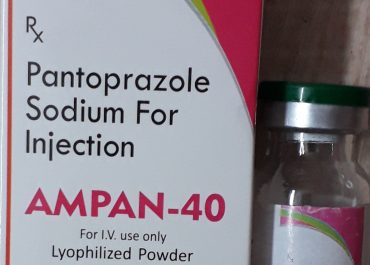 Rx
Pantoprazole
Sodium For
Injection
AMPAN-40
For I.V. use only
Lyophilized Powder